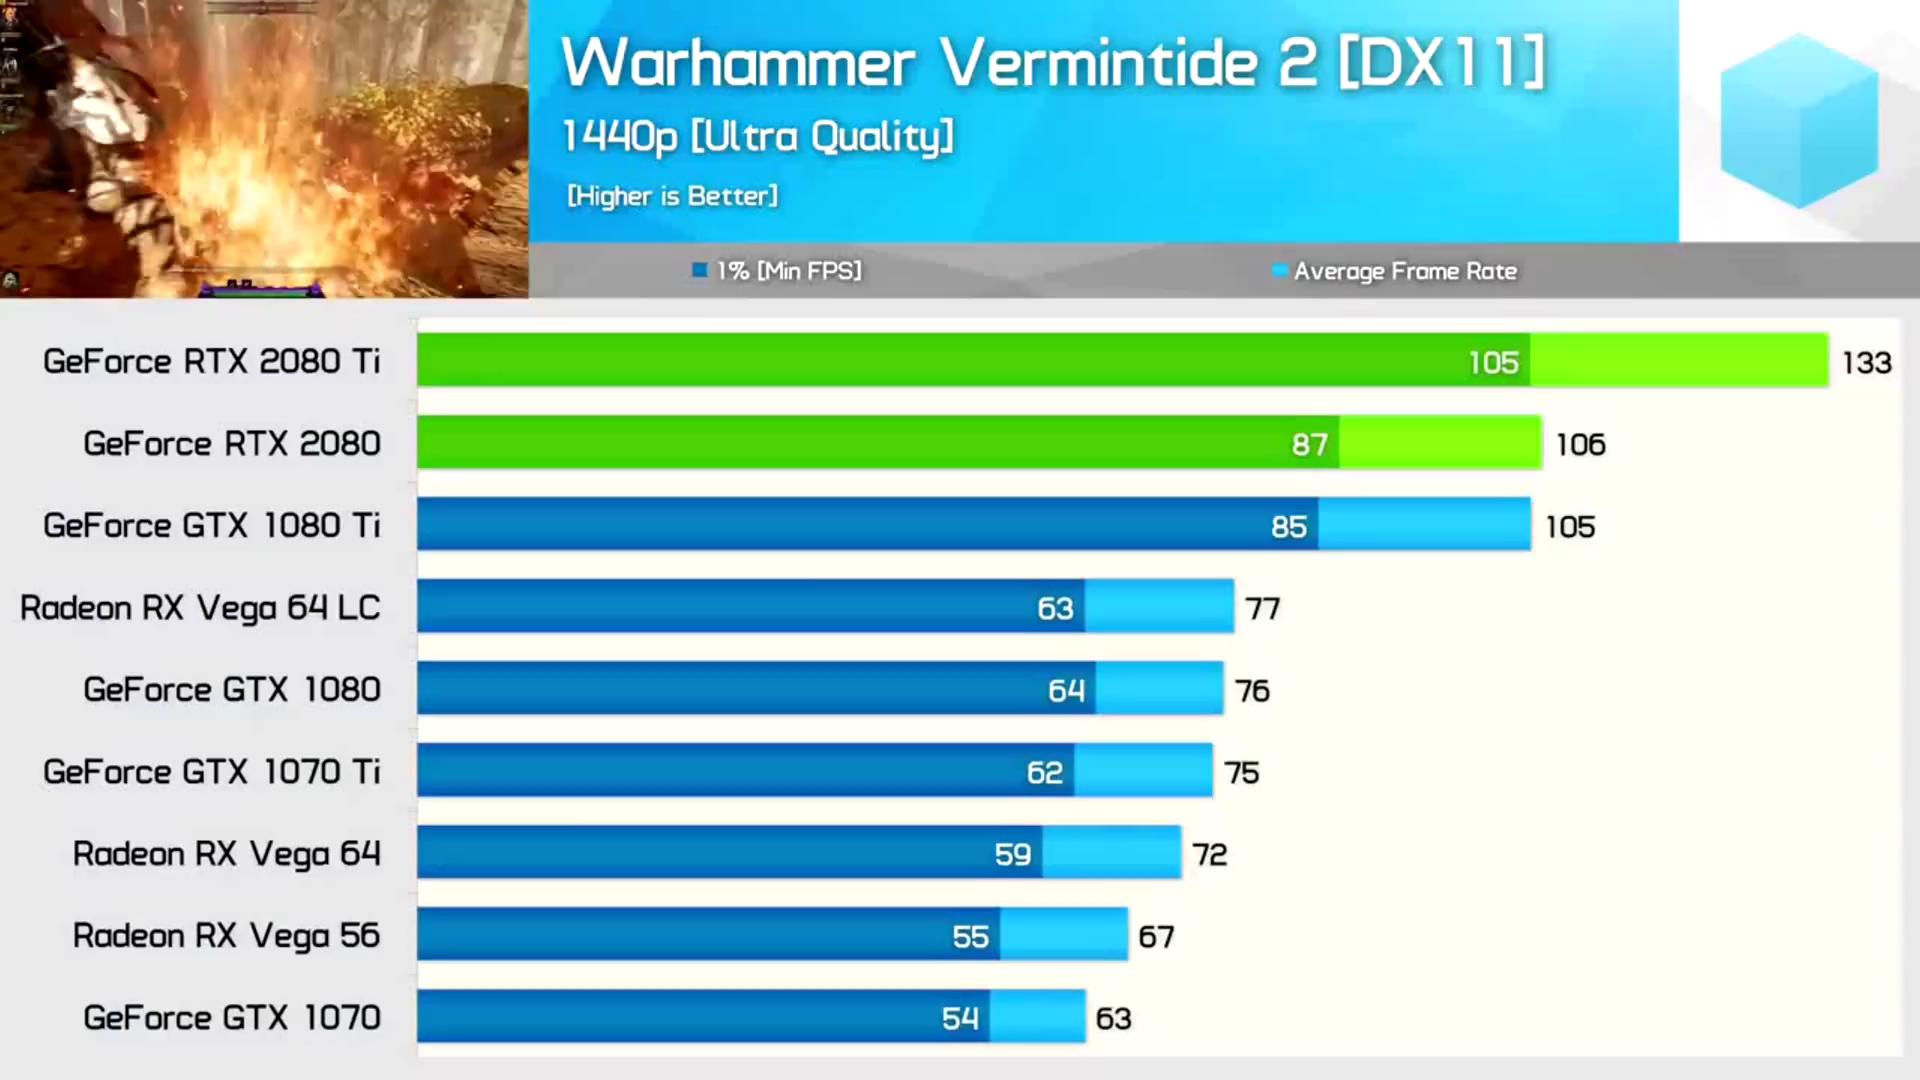 Warhammer Vermintide 2 [DX11]
1440p [Ultra Quality]
[Higher is Better]
1% [Min FPS]
Average Frame Rate
GeForce RTX 2080 Ti 105 133
GeForce RTX 2080 87 106
GeForce GTX 1080 Ti 85 105
Radeon RX Vega 64 LC 63 77
GeForce GTX 1080 64 76
GeForce GTX 1070 Ti 62 75
Radeon RX Vega 64 59 72
Radeon RX Vega 56 55 67
GeForce GTX 1070 54 63